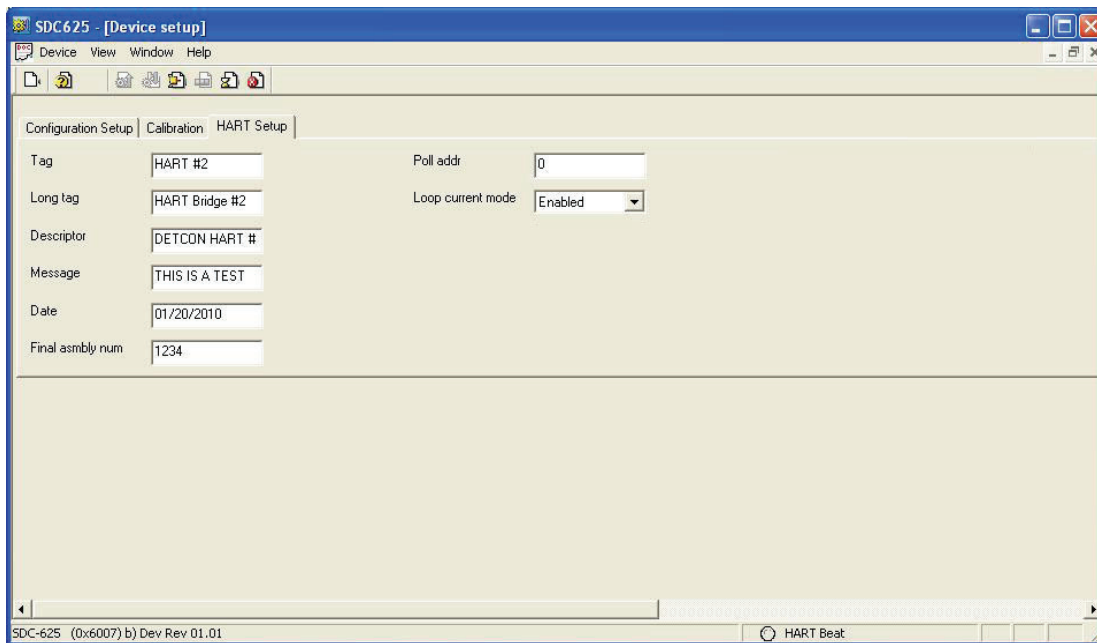 SDC625 - [Device setup]
Device View Window Help
Configuration Setup Calibration HART Setup
Tag HART #2 Poll addr 0
Long tag HART Bridge #2 Loop current mode Enabled
Descriptor DETCON HART #
Message THIS IS A TEST
Date 01/20/2010
Final asmbly num 1234
SDC-625 (0x6007) b) Dev Rev 01.01 HART Beat